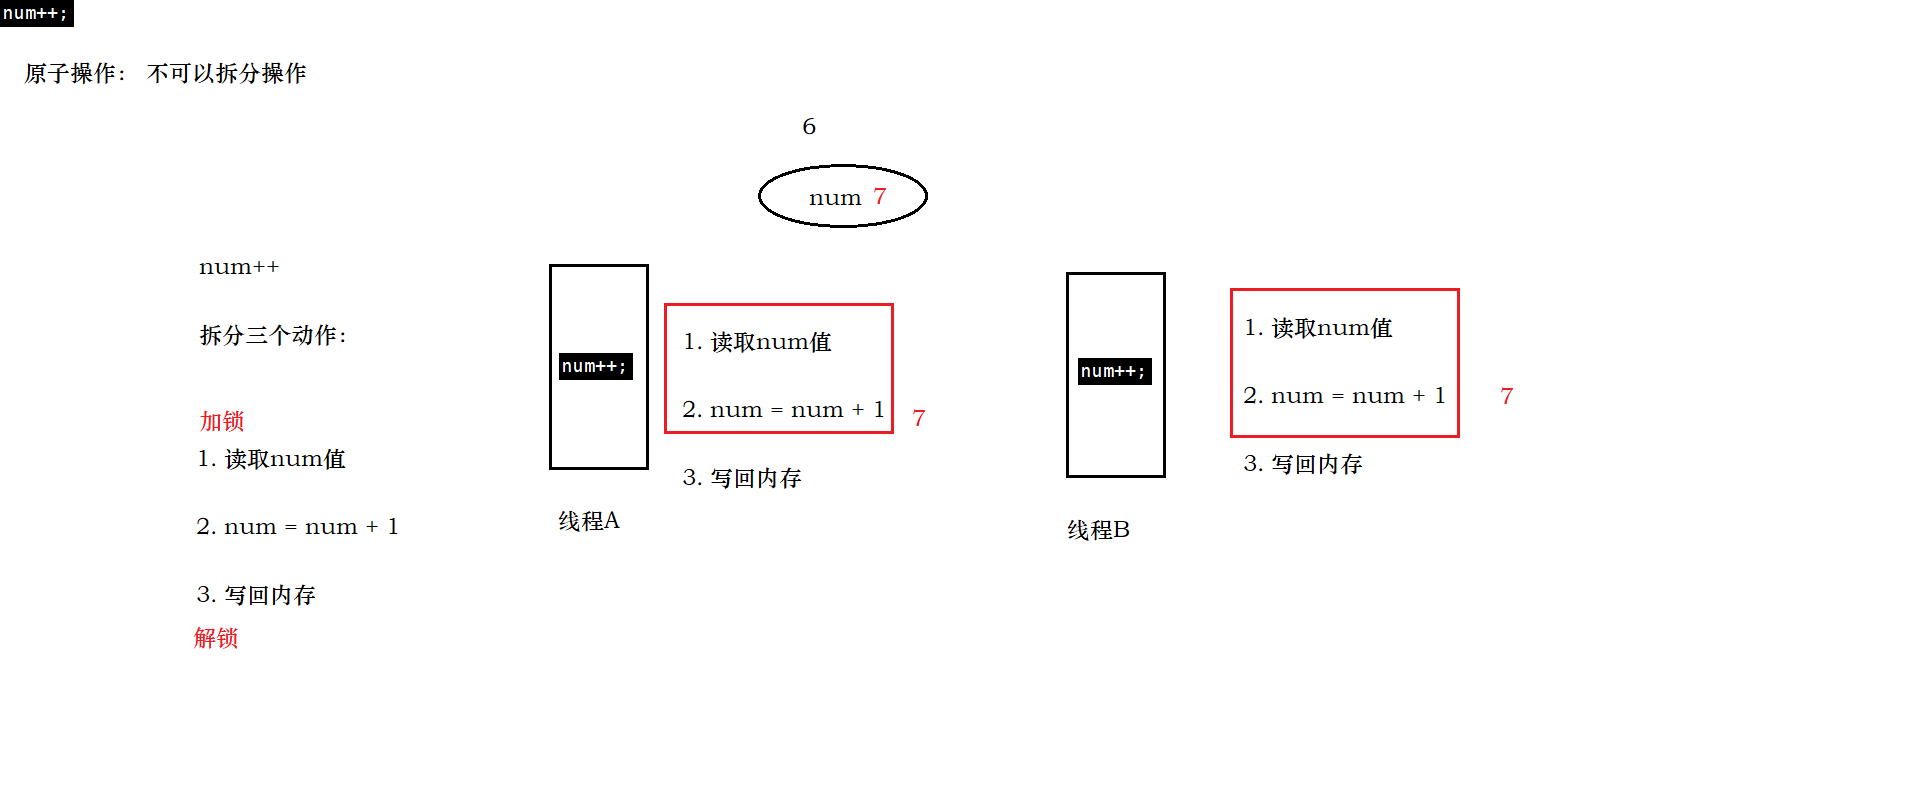 num++;
原子操作： 不可以拆分操作
6
num 7
num++
拆分三个动作：
加锁
1. 读取num值
2. num = num + 1
3. 写回内存
解锁
num++;
线程A
1. 读取num值
2. num = num + 1
7
3. 写回内存
num++;
线程B
1. 读取num值
2. num = num + 1
7
3. 写回内存